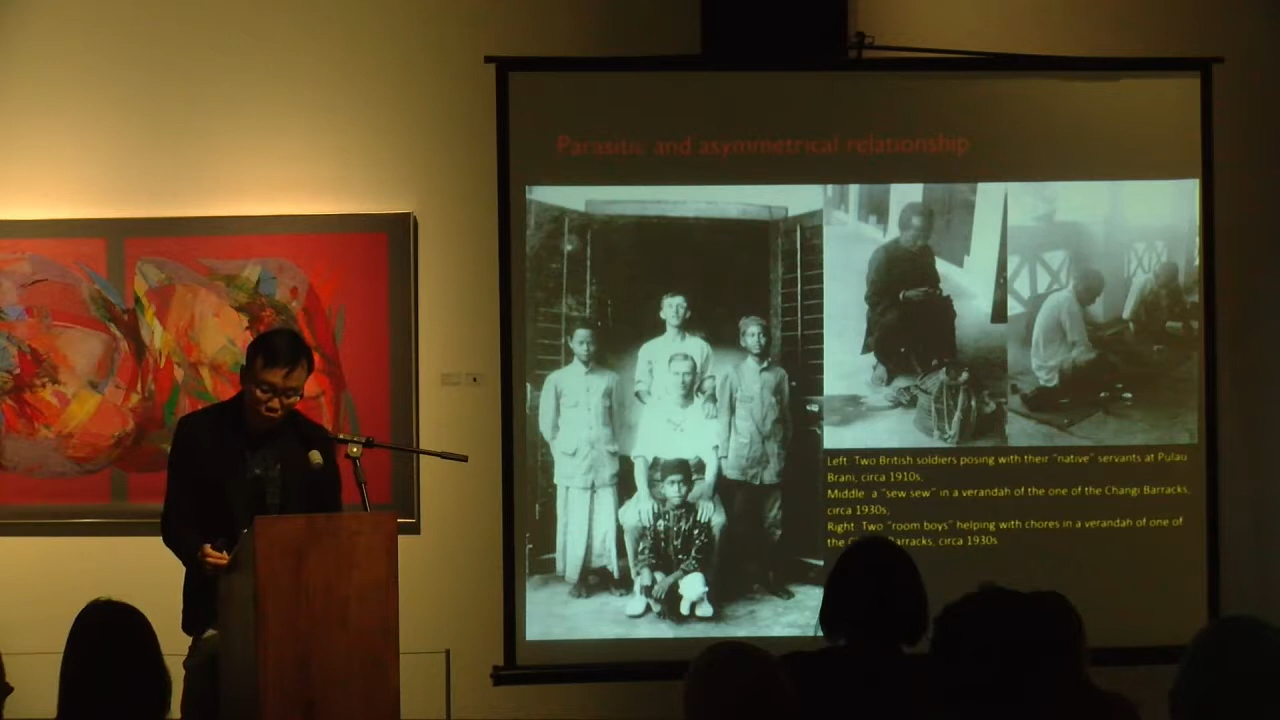 Parasitic and asymmetrical relationship
Left: Two British soldiers posing with their "native" servants at Pulau
Brani, circa 1910s;
Middle: a "sew sew" in a verandah of the one of the Changi Barracks,
circa 1930s;
Right: Two "room boys" helping with chores in a verandah of one of
the Barracks, circa 1930s